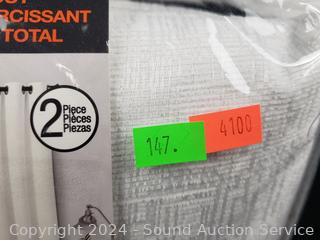 RCISSANT
TOTAL
2
Piece
Pièces
Piezas
147.
4100
Copyright 2024 - Sound Auction Service